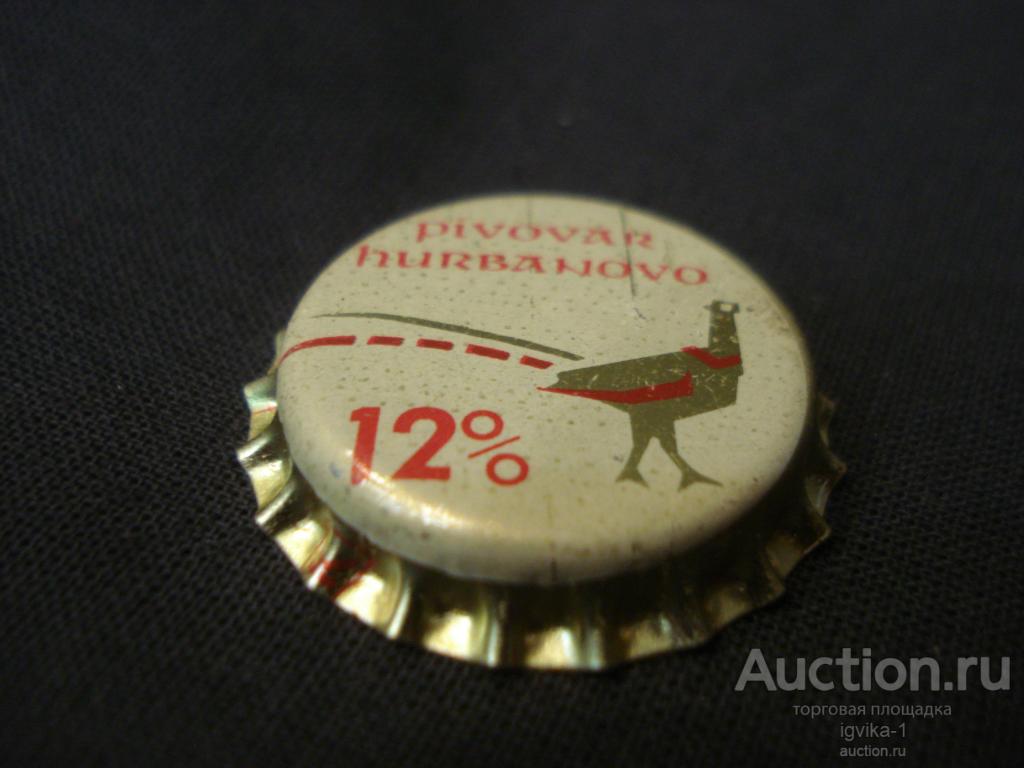 PIVOVAR
hURBANOVO
12%
Auction.ru
торговая площадка
igvika-1
auction.ru